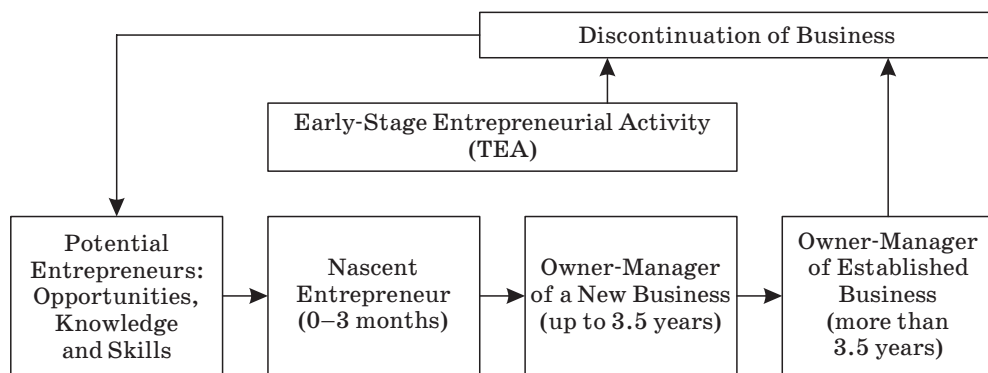 Discontinuation of Business
Early-Stage Entrepreneurial Activity
(TEA)
Potential
Entrepreneurs:
Opportunities,
Knowledge
and Skills
Nascent
Entrepreneur
(0–3 months)
Owner-Manager
of a New Business
(up to 3.5 years)
Owner-Manager
of Established
Business
(more than
3.5 years)